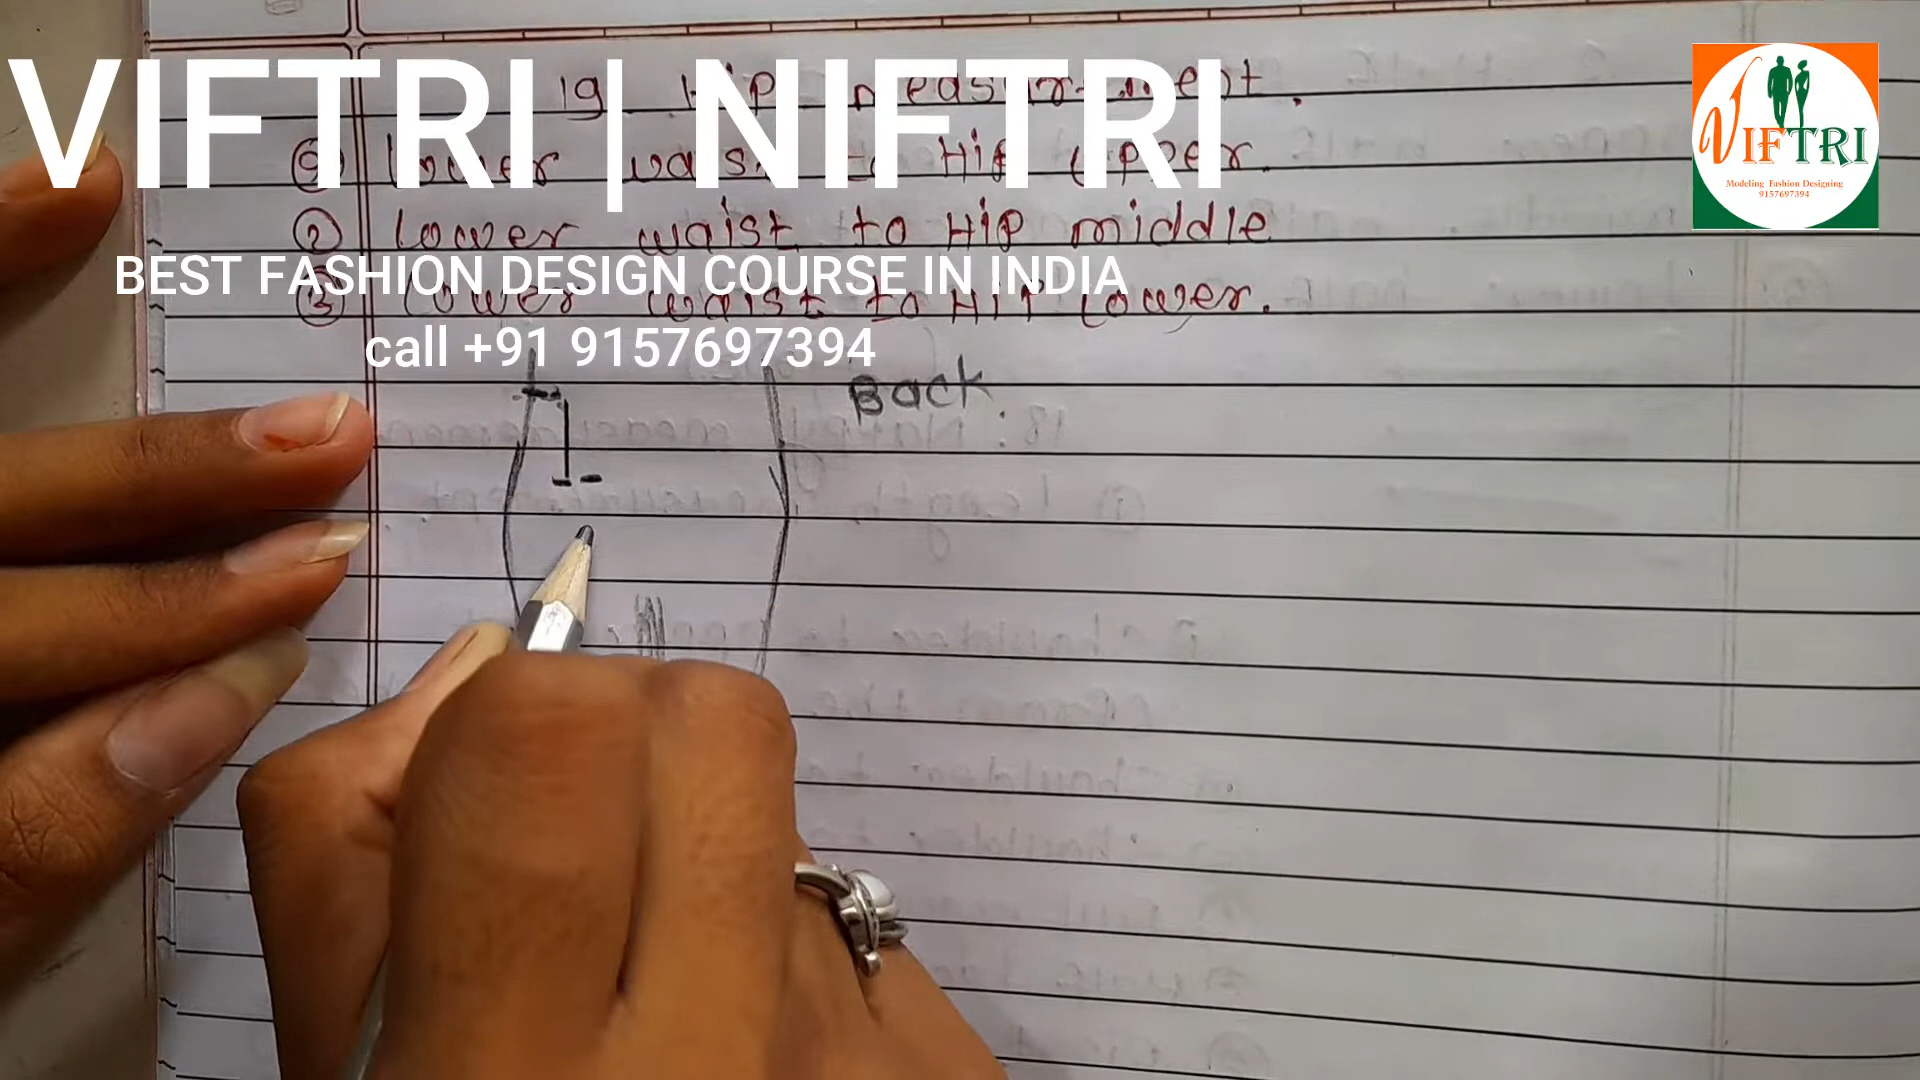 VIFTRI | NIFTRI
19 Hip measurement.
① Lower waist to Hip Upper.
② Lower waist to Hip middle
BEST FASHION DESIGN COURSE IN INDIA
③ Lower waist to Hip Lower.
call +91 9157697394
Back.
VIFTRI
Modeling Fashion Designing
9157697394